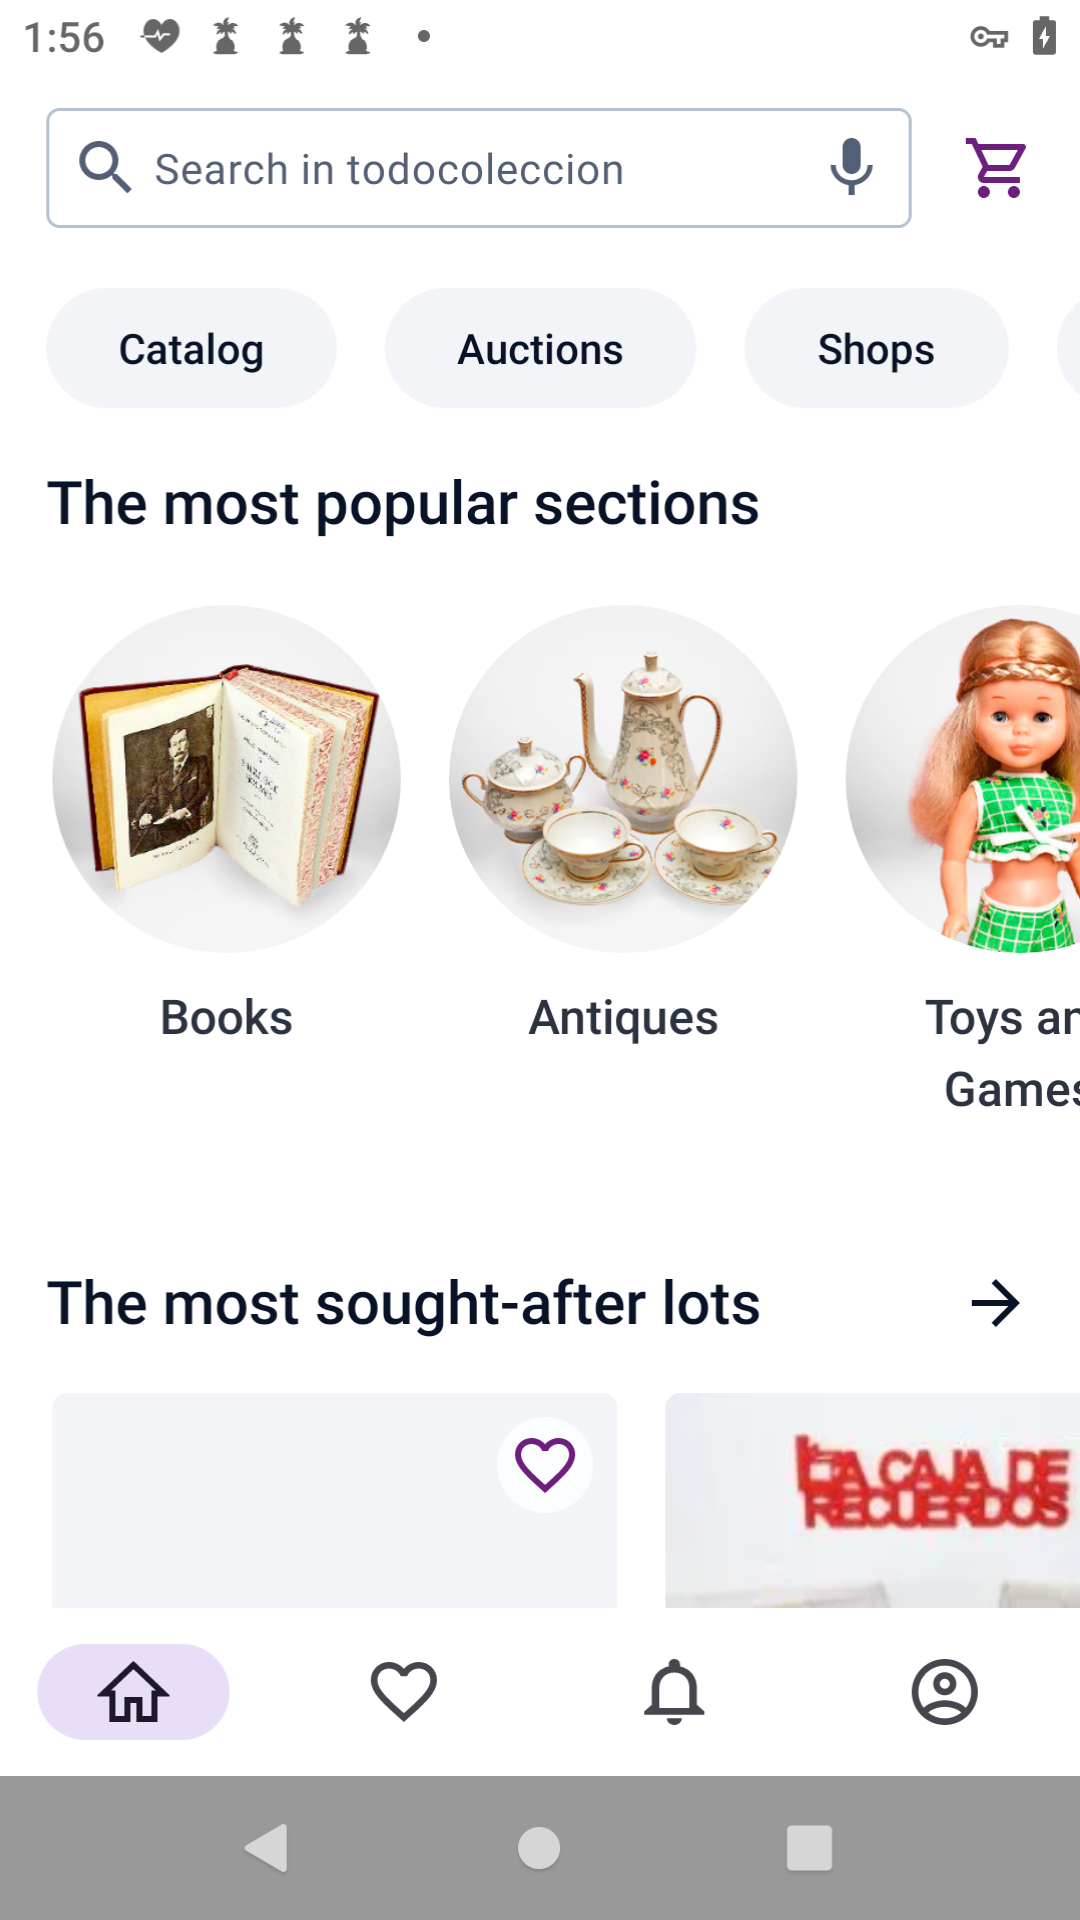 1:56
Search in todocoleccion
Catalog
Auctions
Shops
The most popular sections
Books
Antiques
Toys an
Games
The most sought-after lots
LA CAJA DE
RECUERDOS